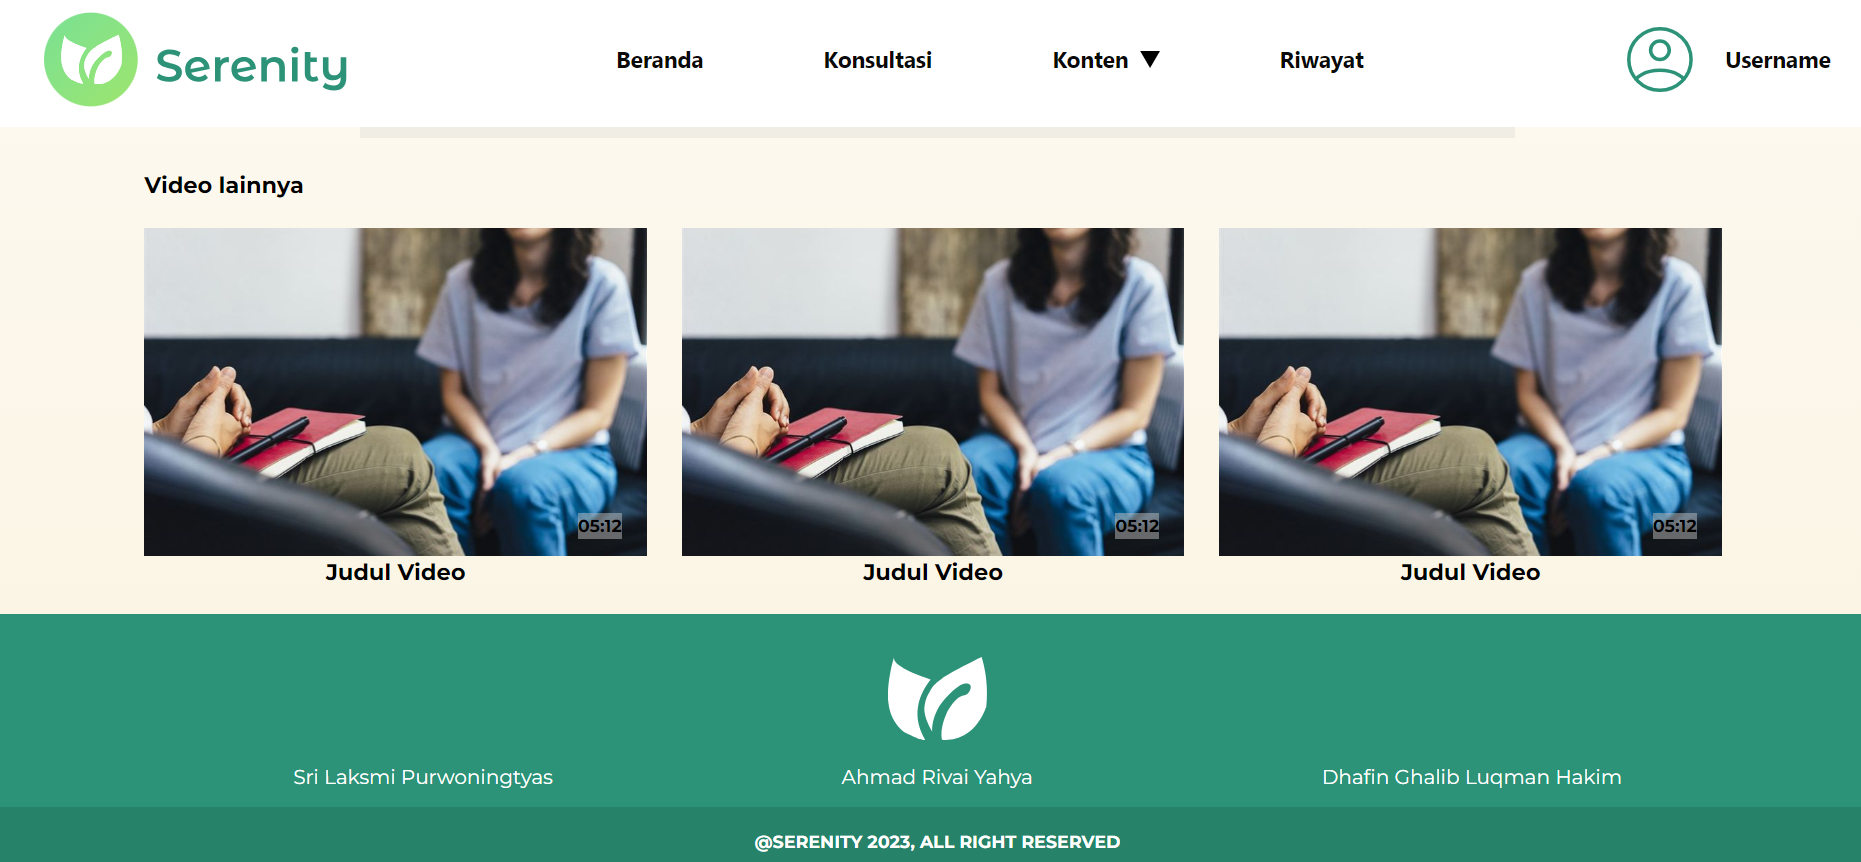 Serenity
Beranda Konsultasi Konten Riwayat Username
Video lainnya
05:12 05:12 05:12
Judul Video Judul Video Judul Video
Sri Laksmi Purwoningtyas Ahmad Rivai Yahya Dhafin Ghalib Luqman Hakim
@SERENITY 2023, ALL RIGHT RESERVED